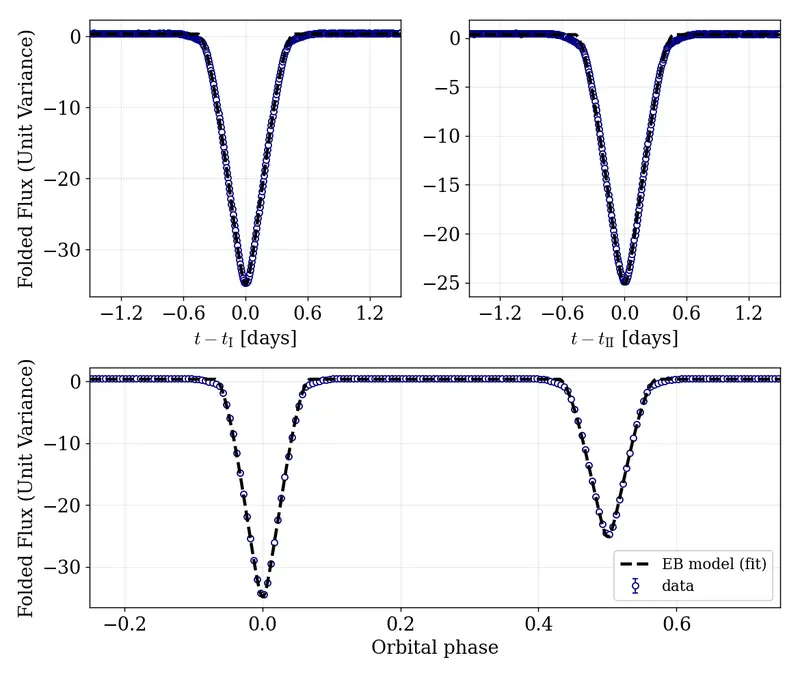 Folded Flux (Unit Variance)
0
−10
−20
−30
−1.2 −0.6 0.0 0.6 1.2
t − t_I [days]
0
−5
−10
−15
−20
−25
−1.2 −0.6 0.0 0.6 1.2
t − t_II [days]
Folded Flux (Unit Variance)
0
−10
−20
−30
EB model (fit)
data
−0.2 0.0 0.2 0.4 0.6
Orbital phase